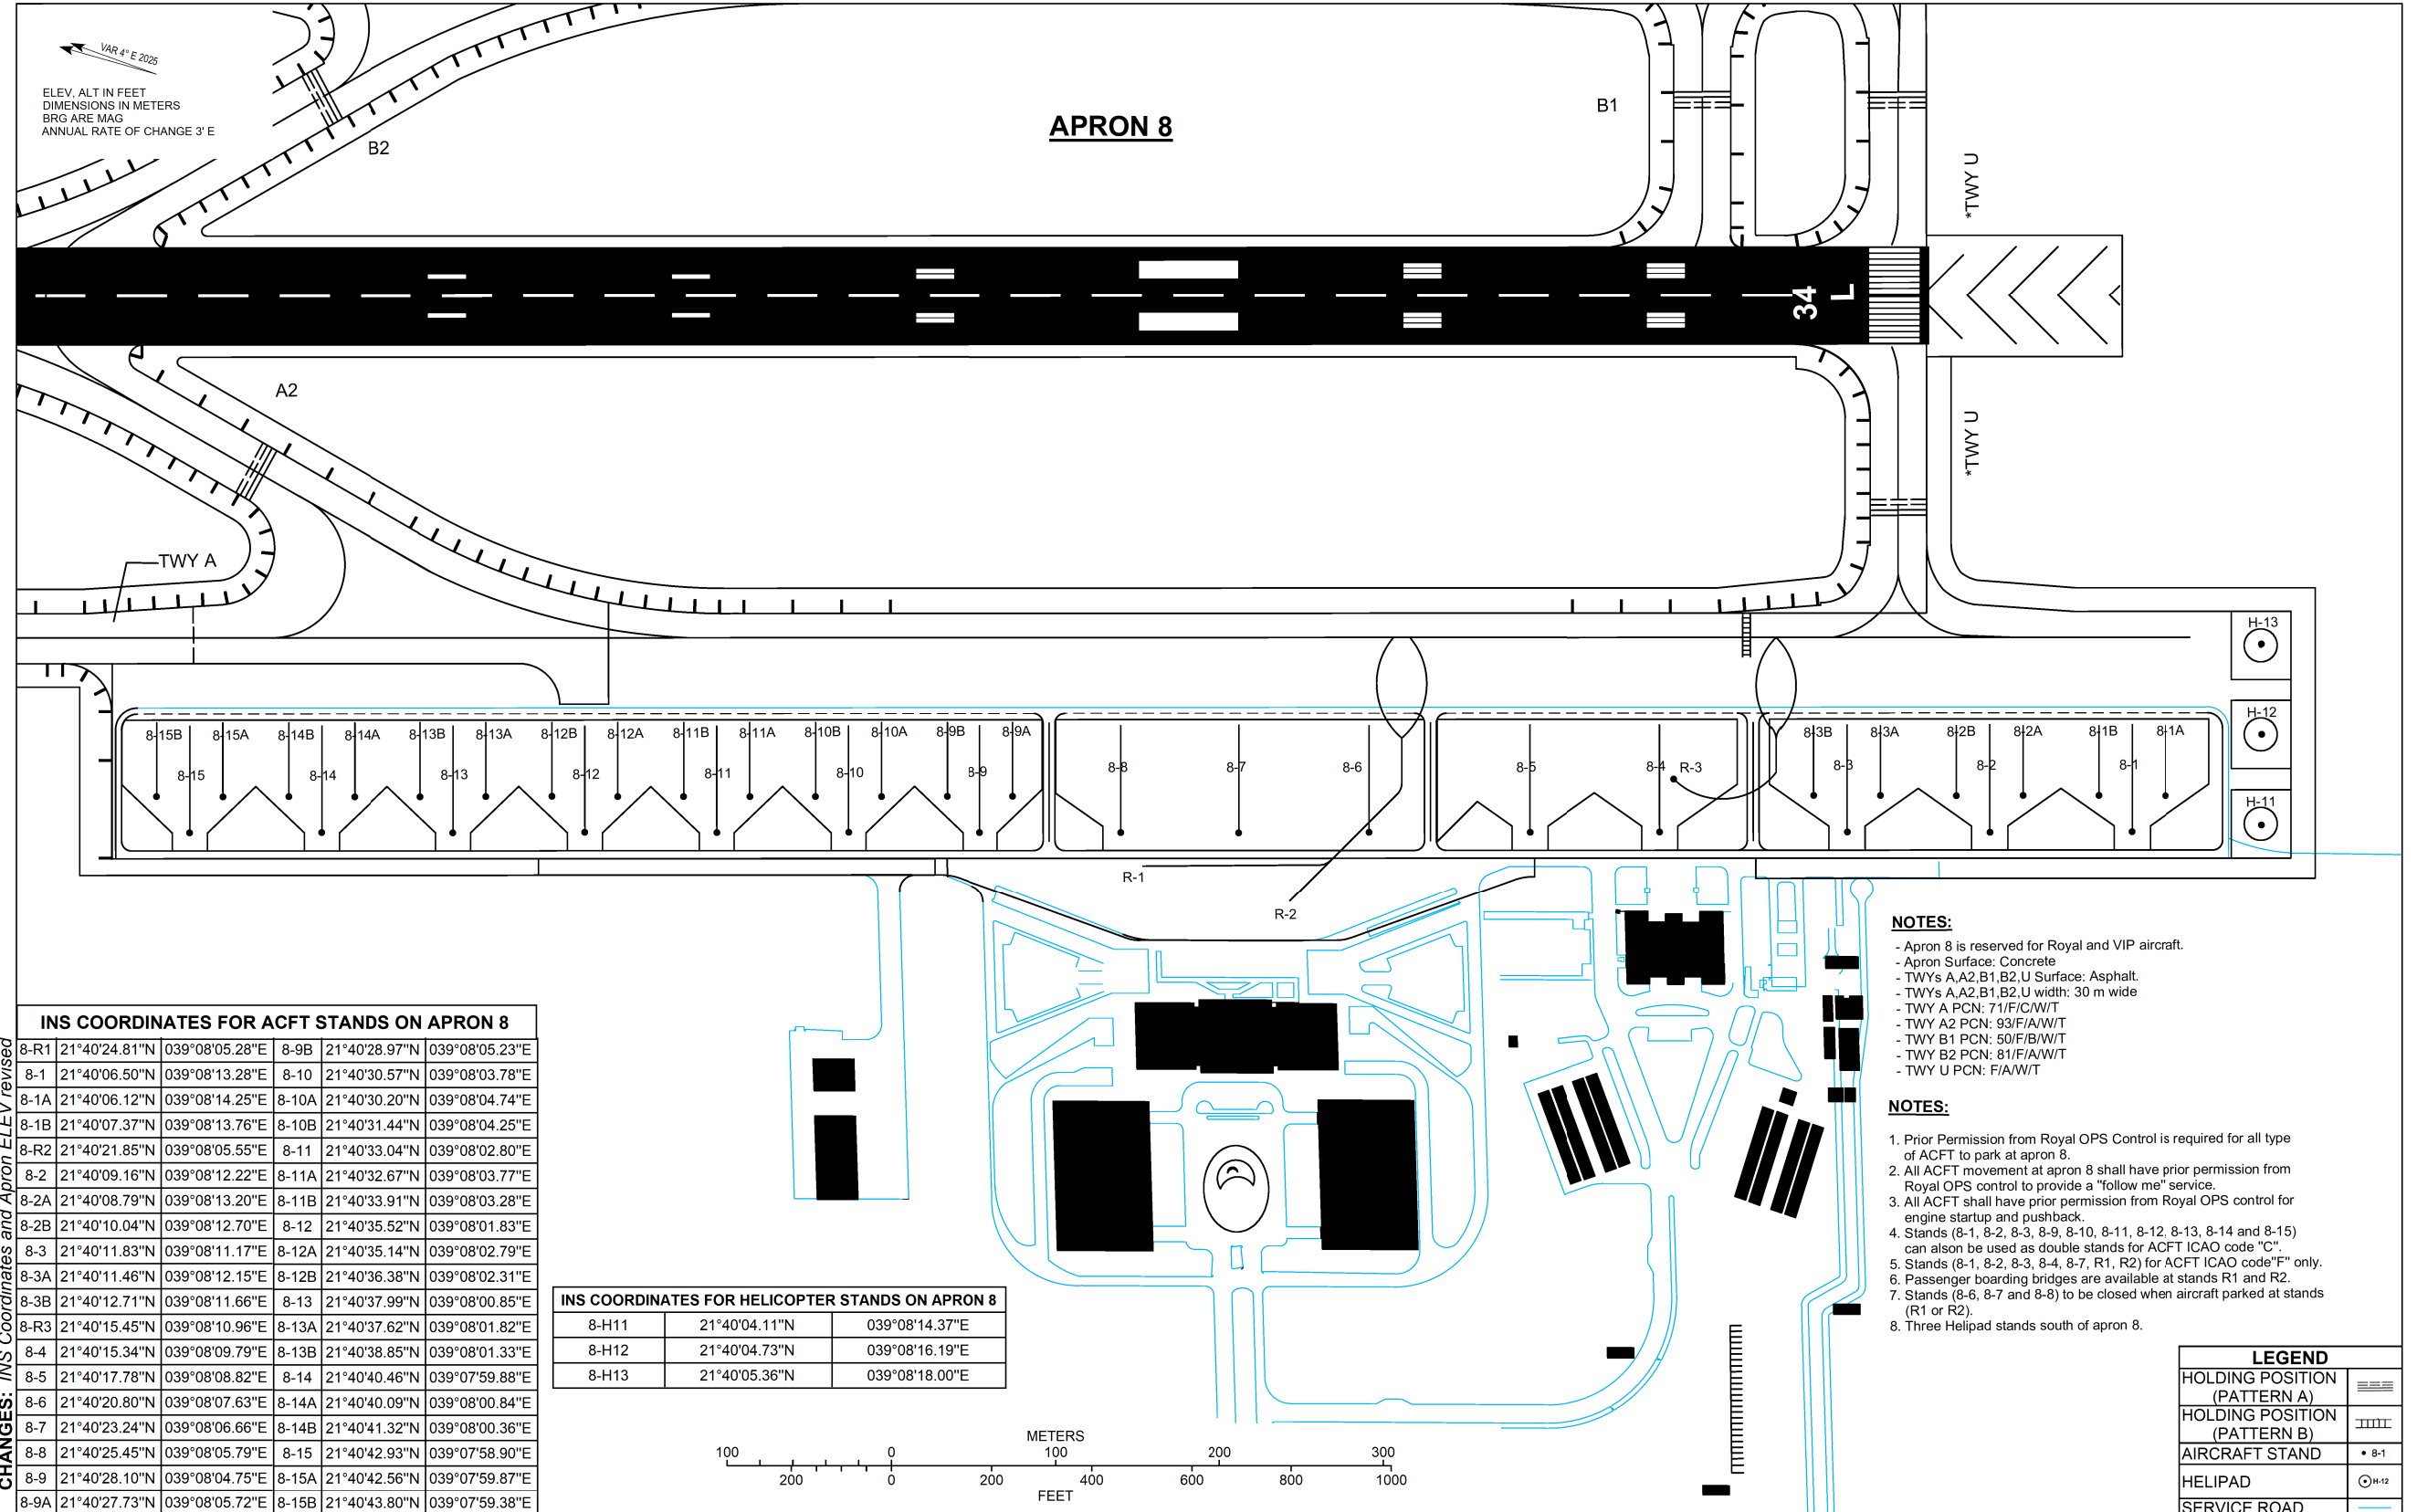 VAR 4° E 2025
ELEV, ALT IN FEET
DIMENSIONS IN METERS
BRG ARE MAG
ANNUAL RATE OF CHANGE 3' E
APRON 8
B1
B2
*TWY U
34
L
A2
*TWY U
TWY A
H-13
H-12
H-11
8-15B 8-15A 8-14B 8-14A 8-13B 8-13A 8-12B 8-12A 8-11B 8-11A 8-10B 8-10A 8-9B 8-9A 8-3B 8-3A 8-2B 8-2A 8-1B 8-1A
8-15 8-14 8-13 8-12 8-11 8-10 8-9 8-8 8-7 8-6 8-5 8-4 R-3 8-3 8-2 8-1
R-1
R-2
NOTES:
- Apron 8 is reserved for Royal and VIP aircraft.
- Apron Surface: Concrete
- TWYs A,A2,B1,B2,U Surface: Asphalt.
- TWYs A,A2,B1,B2,U width: 30 m wide
- TWY A PCN: 71/F/C/W/T
- TWY A2 PCN: 93/F/A/W/T
- TWY B1 PCN: 50/F/B/W/T
- TWY B2 PCN: 81/F/A/W/T
- TWY U PCN: F/A/W/T
NOTES:
1. Prior Permission from Royal OPS Control is required for all type
of ACFT to park at apron 8.
2. All ACFT movement at apron 8 shall have prior permission from
Royal OPS control to provide a "follow me" service.
3. All ACFT shall have prior permission from Royal OPS control for
engine startup and pushback.
4. Stands (8-1, 8-2, 8-3, 8-9, 8-10, 8-11, 8-12, 8-13, 8-14 and 8-15)
can alson be used as double stands for ACFT ICAO code "C".
5. Stands (8-1, 8-2, 8-3, 8-4, 8-7, R1, R2) for ACFT ICAO code"F" only.
6. Passenger boarding bridges are available at stands R1 and R2.
7. Stands (8-6, 8-7 and 8-8) to be closed when aircraft parked at stands
(R1 or R2).
8. Three Helipad stands south of apron 8.
INS COORDINATES FOR ACFT STANDS ON APRON 8
8-R1 21°40'24.81"N 039°08'05.28"E 8-9B 21°40'28.97"N 039°08'05.23"E
8-1 21°40'06.50"N 039°08'13.28"E 8-10 21°40'30.57"N 039°08'03.78"E
8-1A 21°40'06.12"N 039°08'14.25"E 8-10A 21°40'30.20"N 039°08'04.74"E
8-1B 21°40'07.37"N 039°08'13.76"E 8-10B 21°40'31.44"N 039°08'04.25"E
8-R2 21°40'21.85"N 039°08'05.55"E 8-11 21°40'33.04"N 039°08'02.80"E
8-2 21°40'09.16"N 039°08'12.22"E 8-11A 21°40'32.67"N 039°08'03.77"E
8-2A 21°40'08.79"N 039°08'13.20"E 8-11B 21°40'33.91"N 039°08'03.28"E
8-2B 21°40'10.04"N 039°08'12.70"E 8-12 21°40'35.52"N 039°08'01.83"E
8-3 21°40'11.83"N 039°08'11.17"E 8-12A 21°40'35.14"N 039°08'02.79"E
8-3A 21°40'11.46"N 039°08'12.15"E 8-12B 21°40'36.38"N 039°08'02.31"E
8-3B 21°40'12.71"N 039°08'11.66"E 8-13 21°40'37.99"N 039°08'00.85"E
8-R3 21°40'15.45"N 039°08'10.96"E 8-13A 21°40'37.62"N 039°08'01.82"E
8-4 21°40'15.34"N 039°08'09.79"E 8-13B 21°40'38.85"N 039°08'01.33"E
8-5 21°40'17.78"N 039°08'08.82"E 8-14 21°40'40.46"N 039°07'59.88"E
8-6 21°40'20.80"N 039°08'07.63"E 8-14A 21°40'40.09"N 039°08'00.84"E
8-7 21°40'23.24"N 039°08'06.66"E 8-14B 21°40'41.32"N 039°08'00.36"E
8-8 21°40'25.45"N 039°08'05.79"E 8-15 21°40'42.93"N 039°07'58.90"E
8-9 21°40'28.10"N 039°08'04.75"E 8-15A 21°40'42.56"N 039°07'59.87"E
8-9A 21°40'27.73"N 039°08'05.72"E 8-15B 21°40'43.80"N 039°07'59.38"E
CHANGES: INS Coordinates and Apron ELEV revised
INS COORDINATES FOR HELICOPTER STANDS ON APRON 8
8-H11 21°40'04.11"N 039°08'14.37"E
8-H12 21°40'04.73"N 039°08'16.19"E
8-H13 21°40'05.36"N 039°08'18.00"E
METERS
100 0 100 200 300
200 0 200 400 600 800 1000
FEET
LEGEND
HOLDING POSITION
(PATTERN A)
HOLDING POSITION
(PATTERN B)
AIRCRAFT STAND 8-1
HELIPAD H-12
SERVICE ROAD